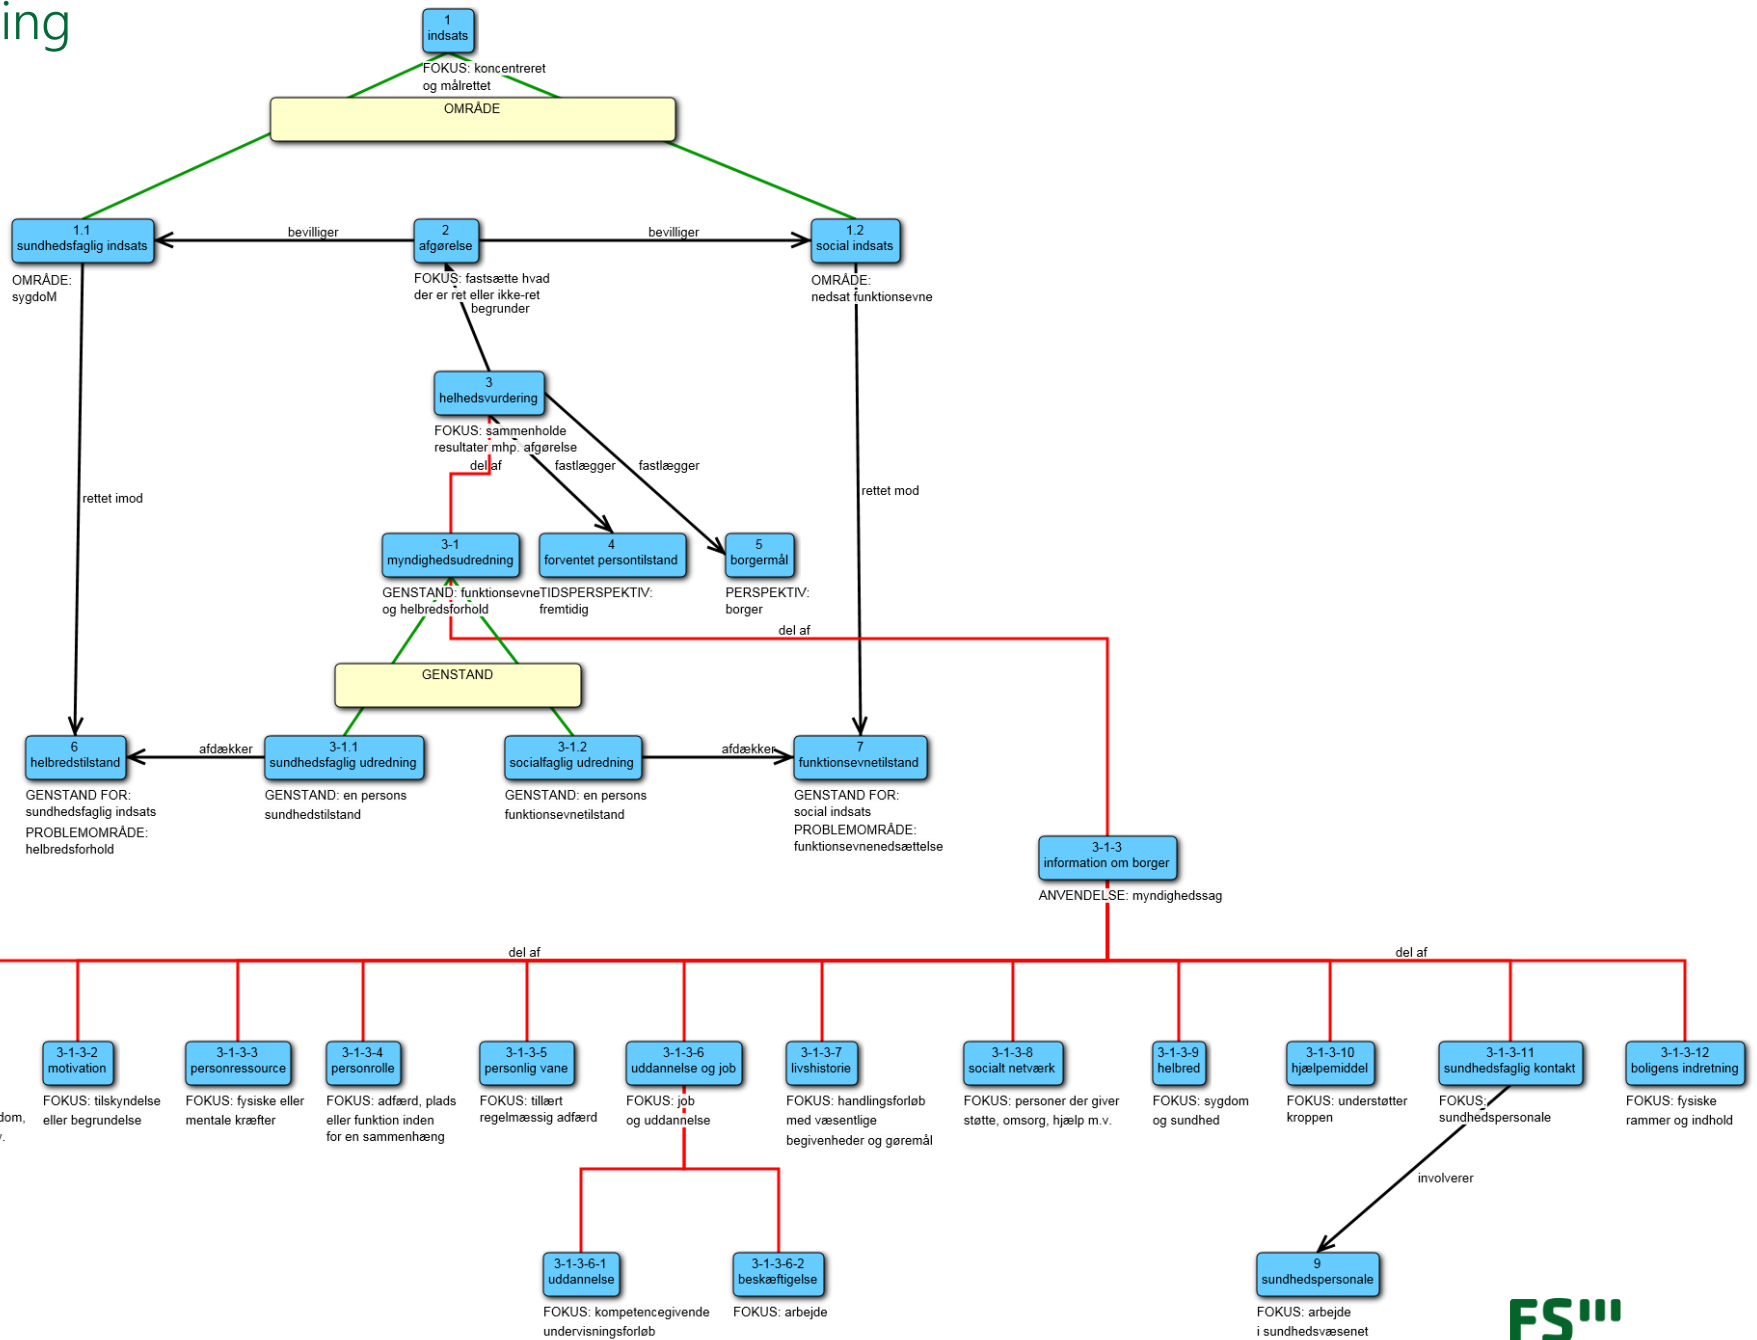 ing
1
indsats
FOKUS: koncentreret
og målrettet
OMRÅDE
1.1
sundhedsfaglig indsats
OMRÅDE:
sygdoM
bevilliger
2
afgørelse
FOKUS: fastsætte hvad
der er ret eller ikke-ret
bevilliger
1.2
social indsats
OMRÅDE:
nedsat funktionsevne
begrunder
3
helhedsvurdering
FOKUS: sammenholde
resultater mhp. afgørelse
del af
fastlægger
fastlægger
rettet imod
rettet mod
3-1
myndighedsudredning
GENSTAND: funktionsevne
og helbredsforhold
4
forventet persontilstand
TIDSPERSPEKTIV:
fremtidig
5
borgermål
PERSPEKTIV:
borger
del af
GENSTAND
6
helbredstilstand
GENSTAND FOR:
sundhedsfaglig indsats
PROBLEMOMRÅDE:
helbredsforhold
afdækker
3-1.1
sundhedsfaglig udredning
GENSTAND: en persons
sundhedstilstand
3-1.2
socialfaglig udredning
GENSTAND: en persons
funktionsevnetilstand
afdækker
7
funktionsevnetilstand
GENSTAND FOR:
social indsats
PROBLEMOMRÅDE:
funktionsevnenedsættelse
3-1-3
information om borger
ANVENDELSE: myndighedssag
del af
del af
dom,
v.
3-1-3-2
motivation
FOKUS: tilskyndelse
eller begrundelse
3-1-3-3
personressource
FOKUS: fysiske eller
mentale kræfter
3-1-3-4
personrolle
FOKUS: adfærd, plads
eller funktion inden
for en sammenhæng
3-1-3-5
personlig vane
FOKUS: tillært
regelmæssig adfærd
3-1-3-6
uddannelse og job
FOKUS: job
og uddannelse
3-1-3-7
livshistorie
FOKUS: handlingsforløb
med væsentlige
begivenheder og gøremål
3-1-3-8
socialt netværk
FOKUS: personer der giver
støtte, omsorg, hjælp m.v.
3-1-3-9
helbred
FOKUS: sygdom
og sundhed
3-1-3-10
hjælpemiddel
FOKUS: understøtter
kroppen
3-1-3-11
sundhedsfaglig kontakt
FOKUS:
sundhedspersonale
3-1-3-12
boligens indretning
FOKUS: fysiske
rammer og indhold
involverer
3-1-3-6-1
uddannelse
FOKUS: kompetencegivende
undervisningsforløb
3-1-3-6-2
beskæftigelse
FOKUS: arbejde
9
sundhedspersonale
FOKUS: arbejde
i sundhedsvæsenet
FSIII